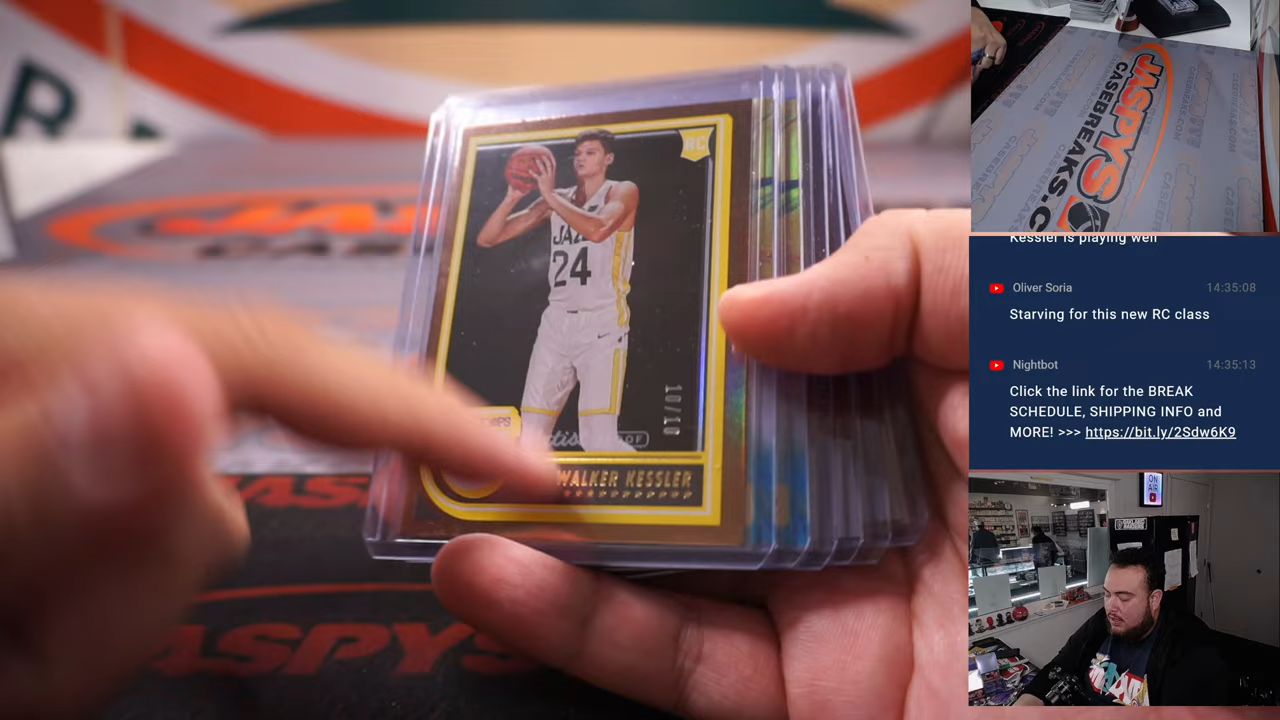 RC
JAZZ
24
10/10
PROOF
WALKER KESSLER
JASPYS
JASPYS
CASEBREAKS.C
Kessler is playing well
Oliver Soria 14:35:08
Starving for this new RC class
Nightbot 14:35:13
Click the link for the BREAK
SCHEDULE, SHIPPING INFO and
MORE! >>> https://bit.ly/2Sdw6K9
ON
AIR